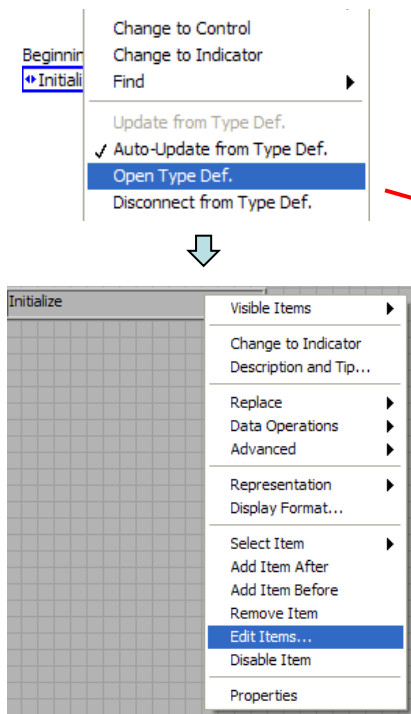 Change to Control
Change to Indicator
Find
Update from Type Def.
Auto-Update from Type Def.
Open Type Def.
Disconnect from Type Def.
Beginnin
Initiali
Initialize
Visible Items
Change to Indicator
Description and Tip...
Replace
Data Operations
Advanced
Representation
Display Format...
Select Item
Add Item After
Add Item Before
Remove Item
Edit Items...
Disable Item
Properties